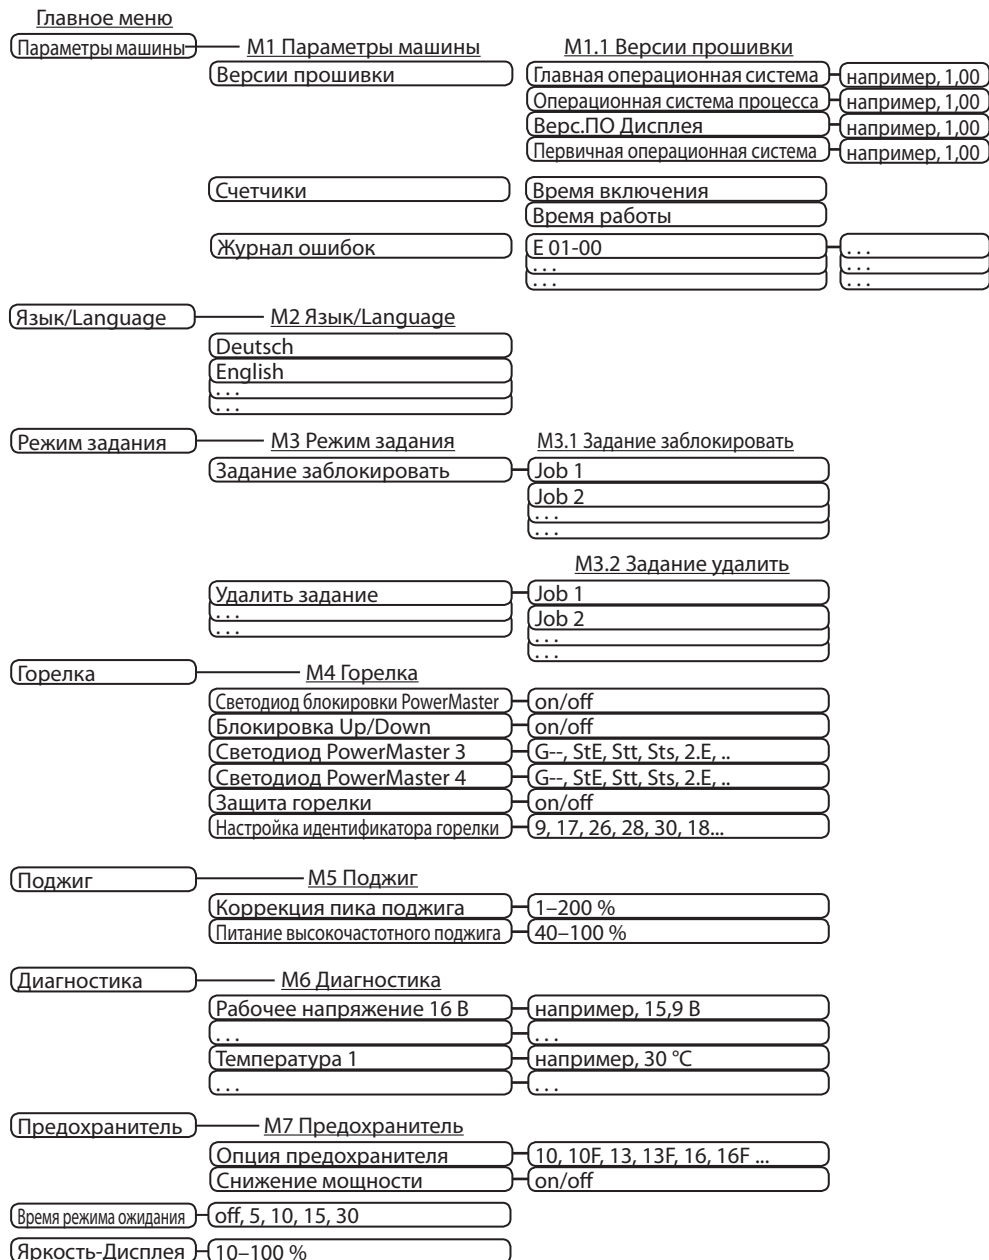 Главное меню
Параметры машины M1 Параметры машины M1.1 Версии прошивки
Версии прошивки Главная операционная система например, 1,00
Операционная система процесса например, 1,00
Верс.ПО Дисплея например, 1,00
Первичная операционная система например, 1,00
Счетчики Время включения
Время работы
Журнал ошибок E 01-00 . . .
. . . . . .
. . . . . .
Язык/Language M2 Язык/Language
Deutsch
English
. . .
. . .
Режим задания M3 Режим задания M3.1 Задание заблокировать
Задание заблокировать Job 1
Job 2
. . .
. . .
M3.2 Задание удалить
Удалить задание Job 1
. . . Job 2
. . . . . .
. . .
Горелка M4 Горелка
Светодиод блокировки PowerMaster on/off
Блокировка Up/Down on/off
Светодиод PowerMaster 3 G--, StE, Stt, Sts, 2.E, ..
Светодиод PowerMaster 4 G--, StE, Stt, Sts, 2.E, ..
Защита горелки on/off
Настройка идентификатора горелки 9, 17, 26, 28, 30, 18...
Поджиг M5 Поджиг
Коррекция пика поджига 1–200 %
Питание высокочастотного поджига 40–100 %
Диагностика M6 Диагностика
Рабочее напряжение 16 В например, 15,9 В
. . . . . .
Температура 1 например, 30 °C
. . . . . .
Предохранитель M7 Предохранитель
Опция предохранителя 10, 10F, 13, 13F, 16, 16F ...
Снижение мощности on/off
Время режима ожидания off, 5, 10, 15, 30
Яркость-Дисплея 10–100 %